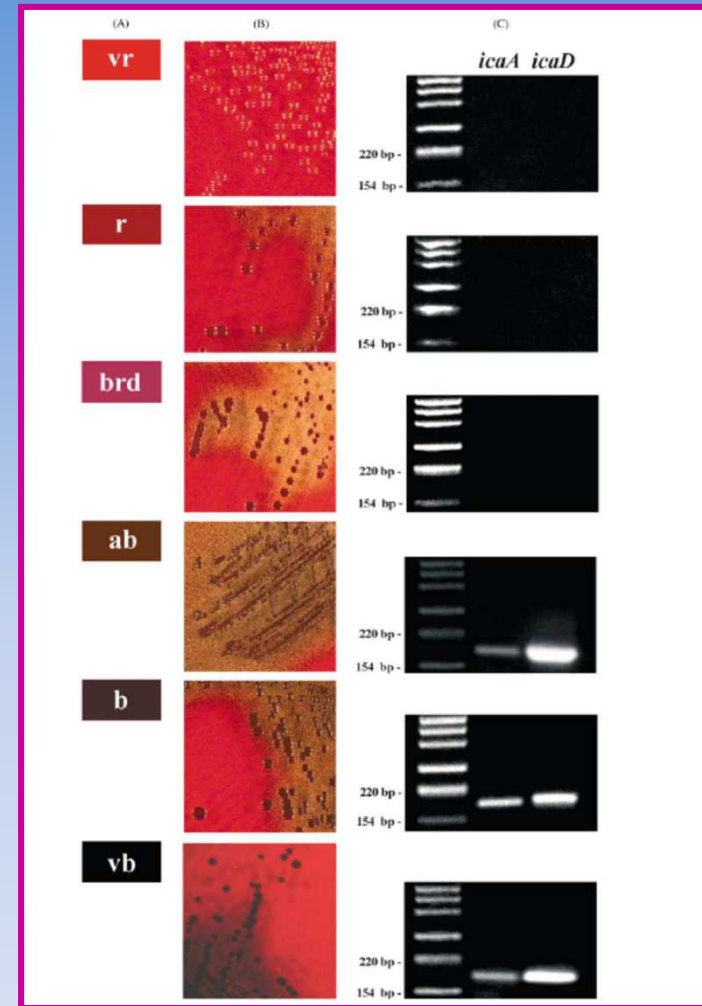 (A) (B) (C)
vr
icaA icaD
220 bp -
154 bp -
r
220 bp -
154 bp -
brd
220 bp -
154 bp -
ab
220 bp -
154 bp -
b
220 bp -
154 bp -
vb
220 bp -
154 bp -